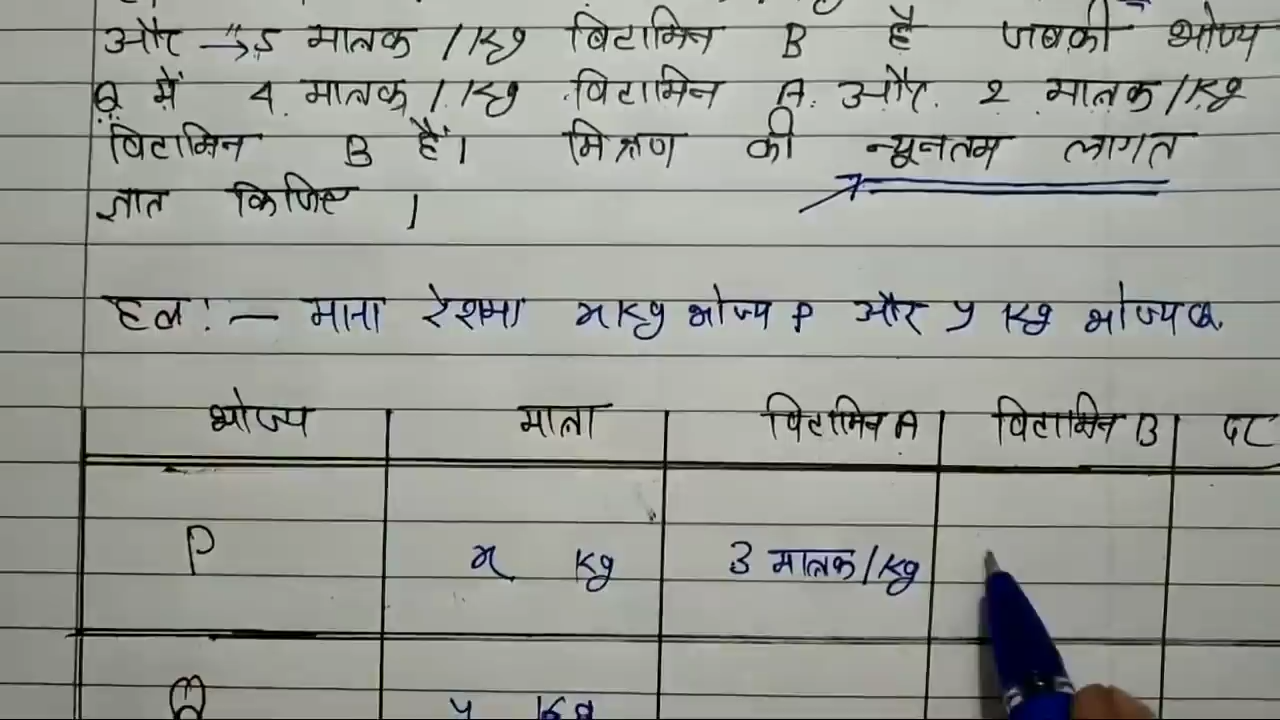 और → 5 मात्रक /Kg विटामिन B है जबकी भोज्य
Q में 4 मात्रक /Kg विटामिन A और 2 मात्रक /Kg
विटामिन B है। मिश्रण की न्यूनतम लागत
ज्ञात किजिए ।
हल :- माना रेशमा x Kg भोज्य P और y Kg भोज्य Q.
भोज्य मात्रा विटामिन A विटामिन B दर
P x Kg 3 मात्रक/Kg
Q y Kg